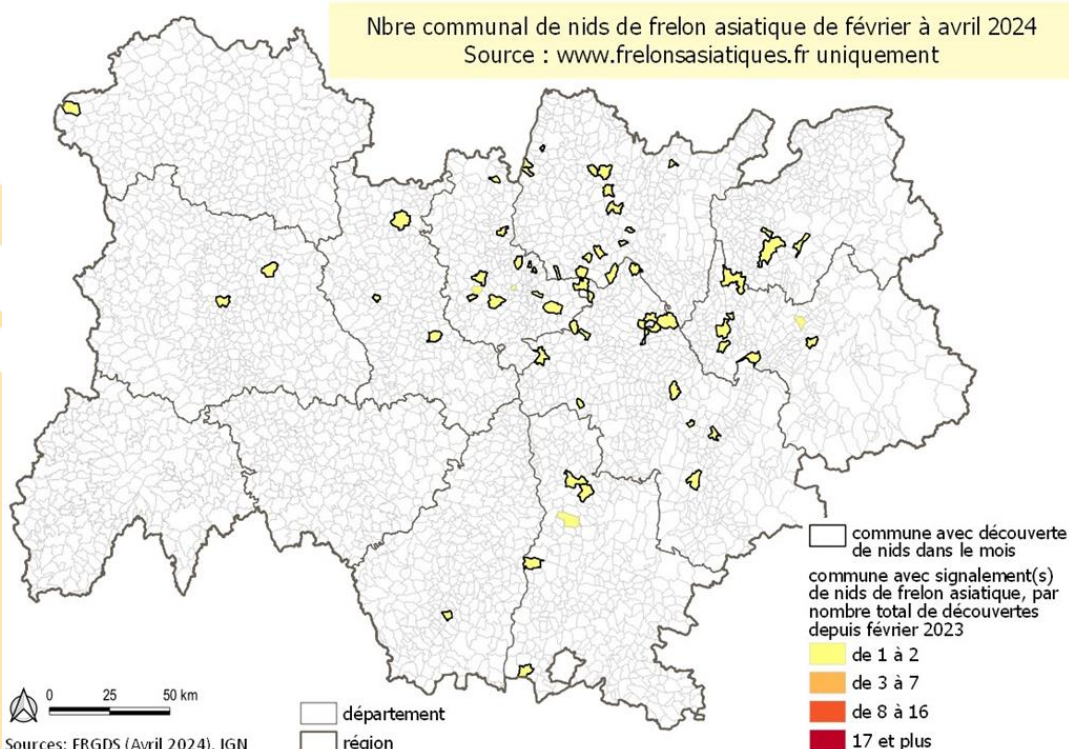 Nbre communal de nids de frelon asiatique de février à avril 2024
Source : www.frelonsasiatiques.fr uniquement
commune avec découverte
de nids dans le mois
commune avec signalement(s)
de nids de frelon asiatique, par
nombre total de découvertes
depuis février 2023
de 1 à 2
de 3 à 7
de 8 à 16
17 et plus
0 25 50 km
département
région
Sources: FRGDS (Avril 2024), IGN